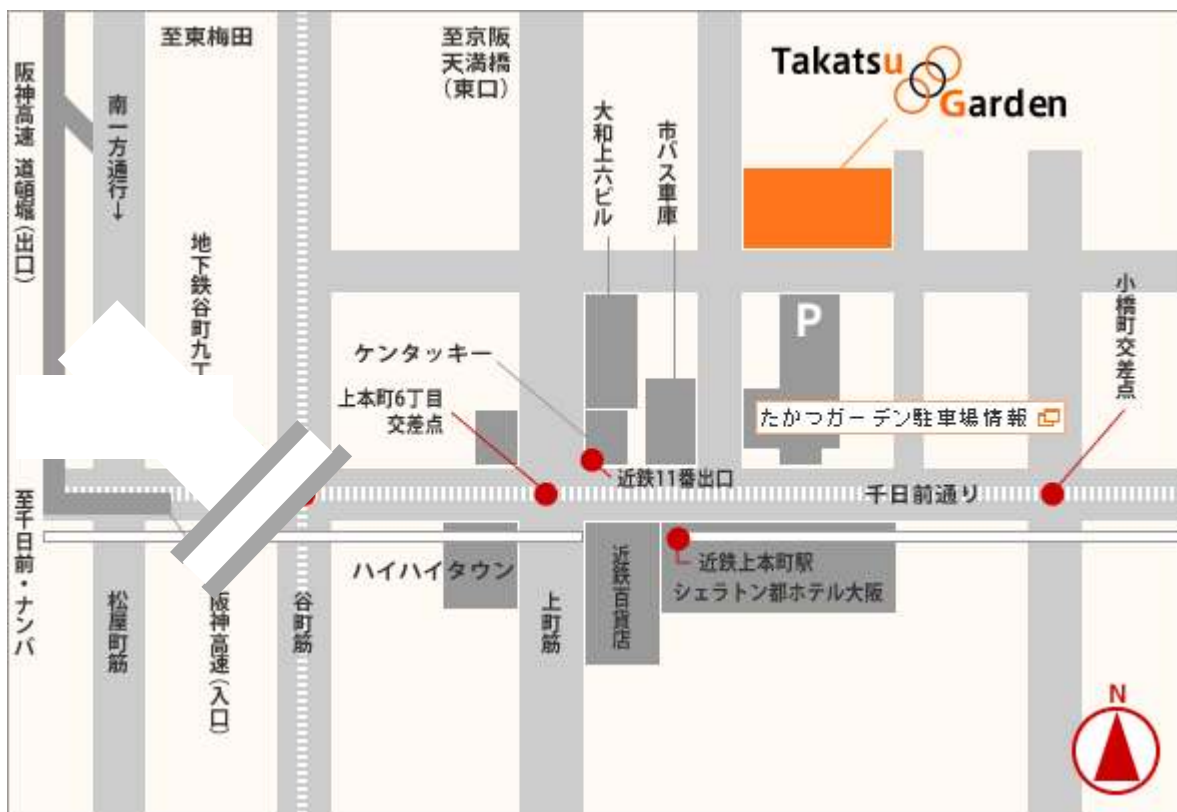 至東梅田
至京阪
天満橋
(東口)
Takatsu
Garden
阪神高速 道頓堀(出口)
南一方通行↓
大和上六ビル
市バス車庫
地下鉄谷町九丁
小橋町交差点
P
ケンタッキー
上本町6丁目
交差点
たかつガーデン駐車場情報
近鉄11番出口
千日前通り
至千日前・ナンバ
ハイハイタウン
近鉄百貨店
近鉄上本町駅
シェラトン都ホテル大阪
松屋町筋
阪神高速(入口)
谷町筋
上町筋
N